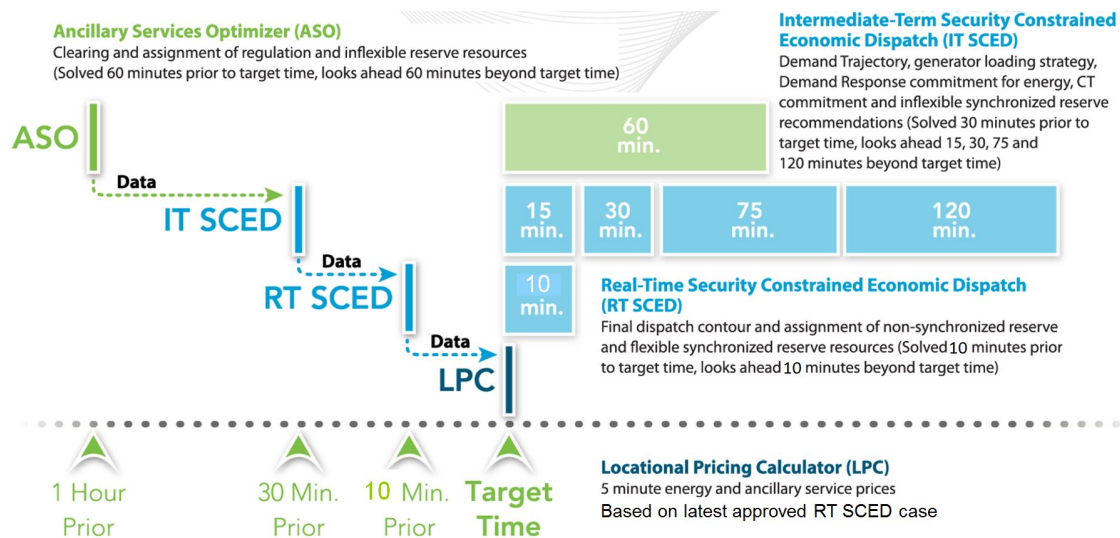 Ancillary Services Optimizer (ASO)
Clearing and assignment of regulation and inflexible reserve resources
(Solved 60 minutes prior to target time, looks ahead 60 minutes beyond target time)
Intermediate-Term Security Constrained
Economic Dispatch (IT SCED)
Demand Trajectory, generator loading strategy,
Demand Response commitment for energy, CT
commitment and inflexible synchronized reserve
recommendations (Solved 30 minutes prior to
target time, looks ahead 15, 30, 75 and
120 minutes beyond target time)
ASO
60
min.
Data
IT SCED
15
min.
30
min.
75
min.
120
min.
Data
RT SCED
10
min.
Real-Time Security Constrained Economic Dispatch
(RT SCED)
Final dispatch contour and assignment of non-synchronized reserve
and flexible synchronized reserve resources (Solved 10 minutes prior
to target time, looks ahead 10 minutes beyond target time)
Data
LPC
1 Hour
Prior
30 Min.
Prior
10 Min.
Prior
Target
Time
Locational Pricing Calculator (LPC)
5 minute energy and ancillary service prices
Based on latest approved RT SCED case